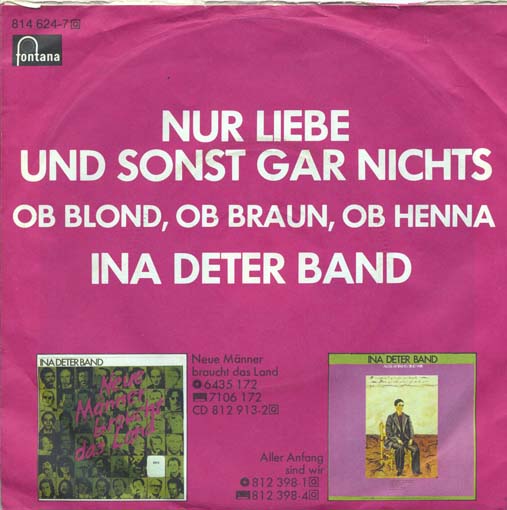 814 624-7 G
fontana
NUR LIEBE
UND SONST GAR NICHTS
OB BLOND, OB BRAUN, OB HENNA
INA DETER BAND
INA DETER BAND
Neue
Männer
braucht
das Land
Neue Männer
braucht das Land
6435 172
7106 172
CD 812 913-2 G
INA DETER BAND
Aller Anfang
sind wir
812 398-1 G
812 398-4 G